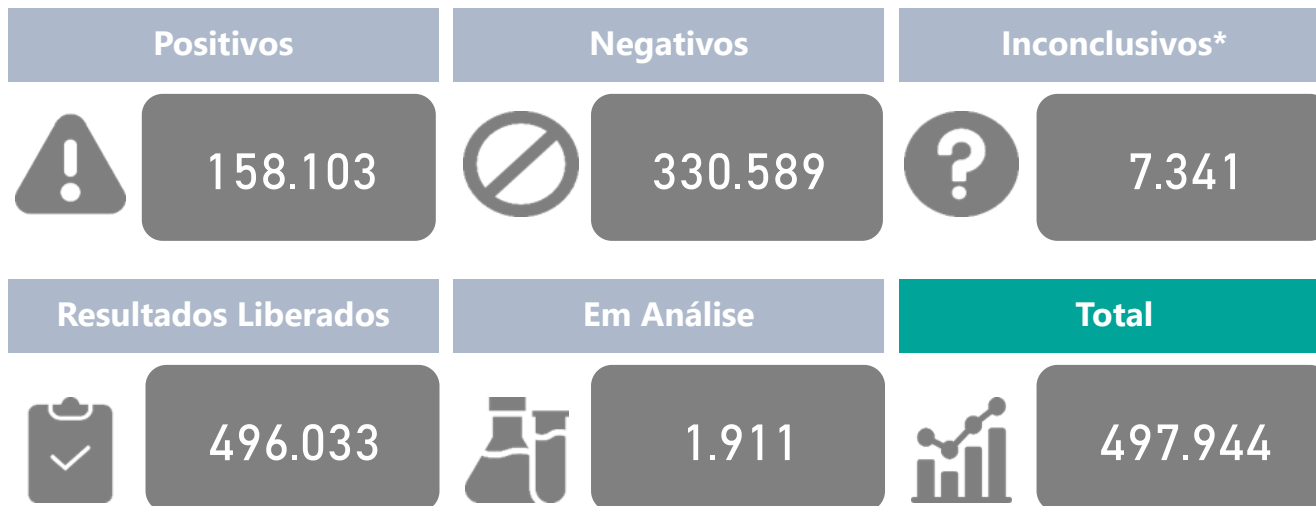 Positivos
Negativos
Inconclusivos*
158.103
330.589
7.341
Resultados Liberados
Em Análise
Total
496.033
1.911
497.944